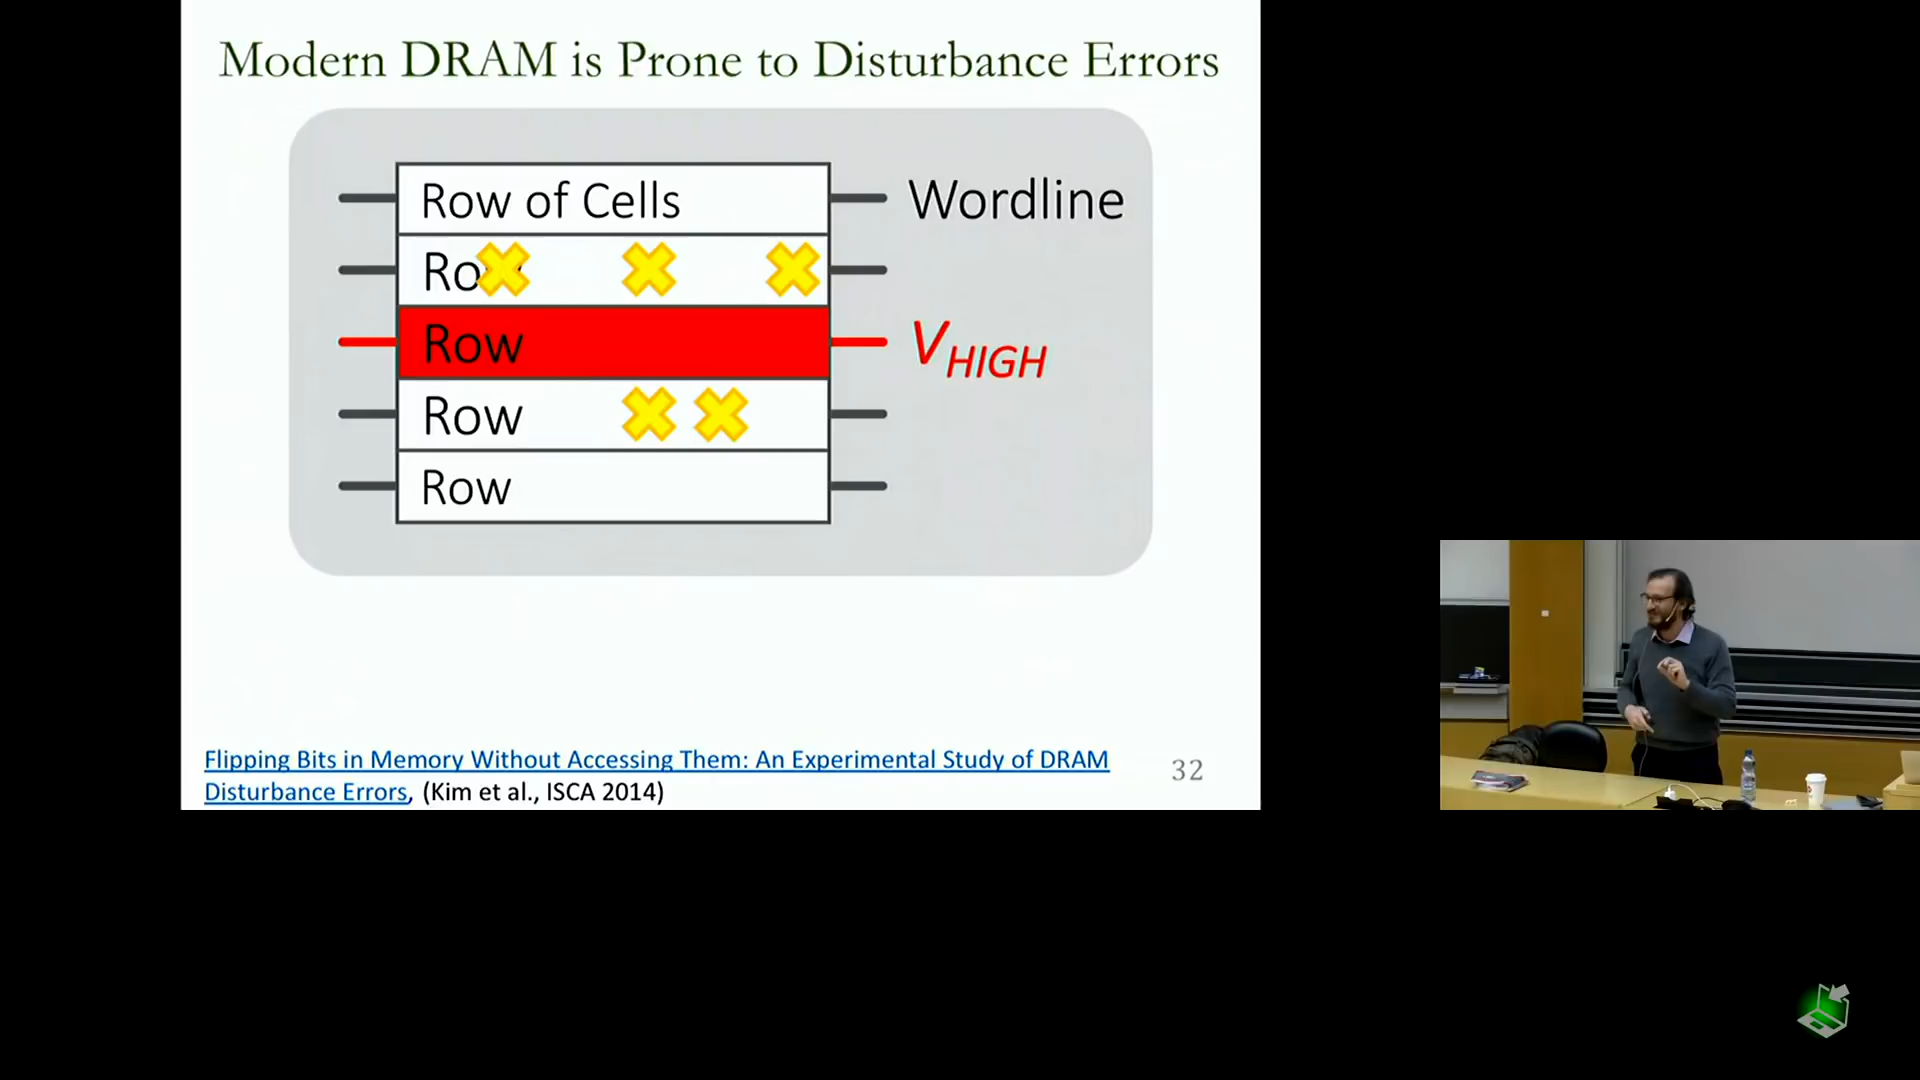 Modern DRAM is Prone to Disturbance Errors
Row of Cells
Wordline
Ro
Row
VHIGH
Row
Row
Flipping Bits in Memory Without Accessing Them: An Experimental Study of DRAM
Disturbance Errors, (Kim et al., ISCA 2014)
32